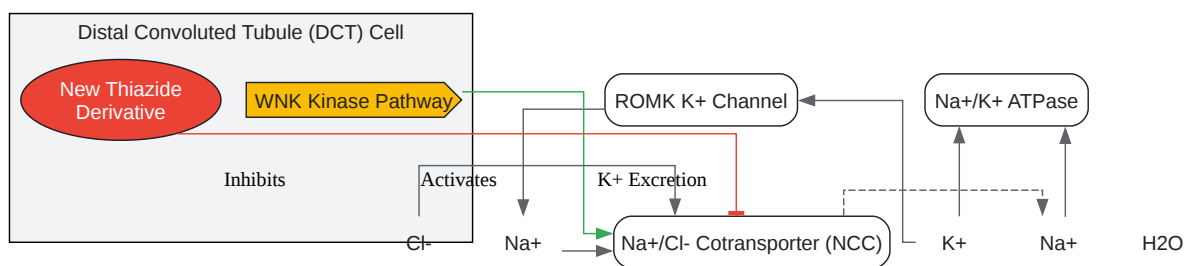 Distal Convoluted Tubule (DCT) Cell
New Thiazide
Derivative
WNK Kinase Pathway
ROMK K+ Channel
Na+/K+ ATPase
Inhibits
Activates
K+ Excretion
Cl-
Na+
Na+/Cl- Cotransporter (NCC)
K+
Na+
H2O